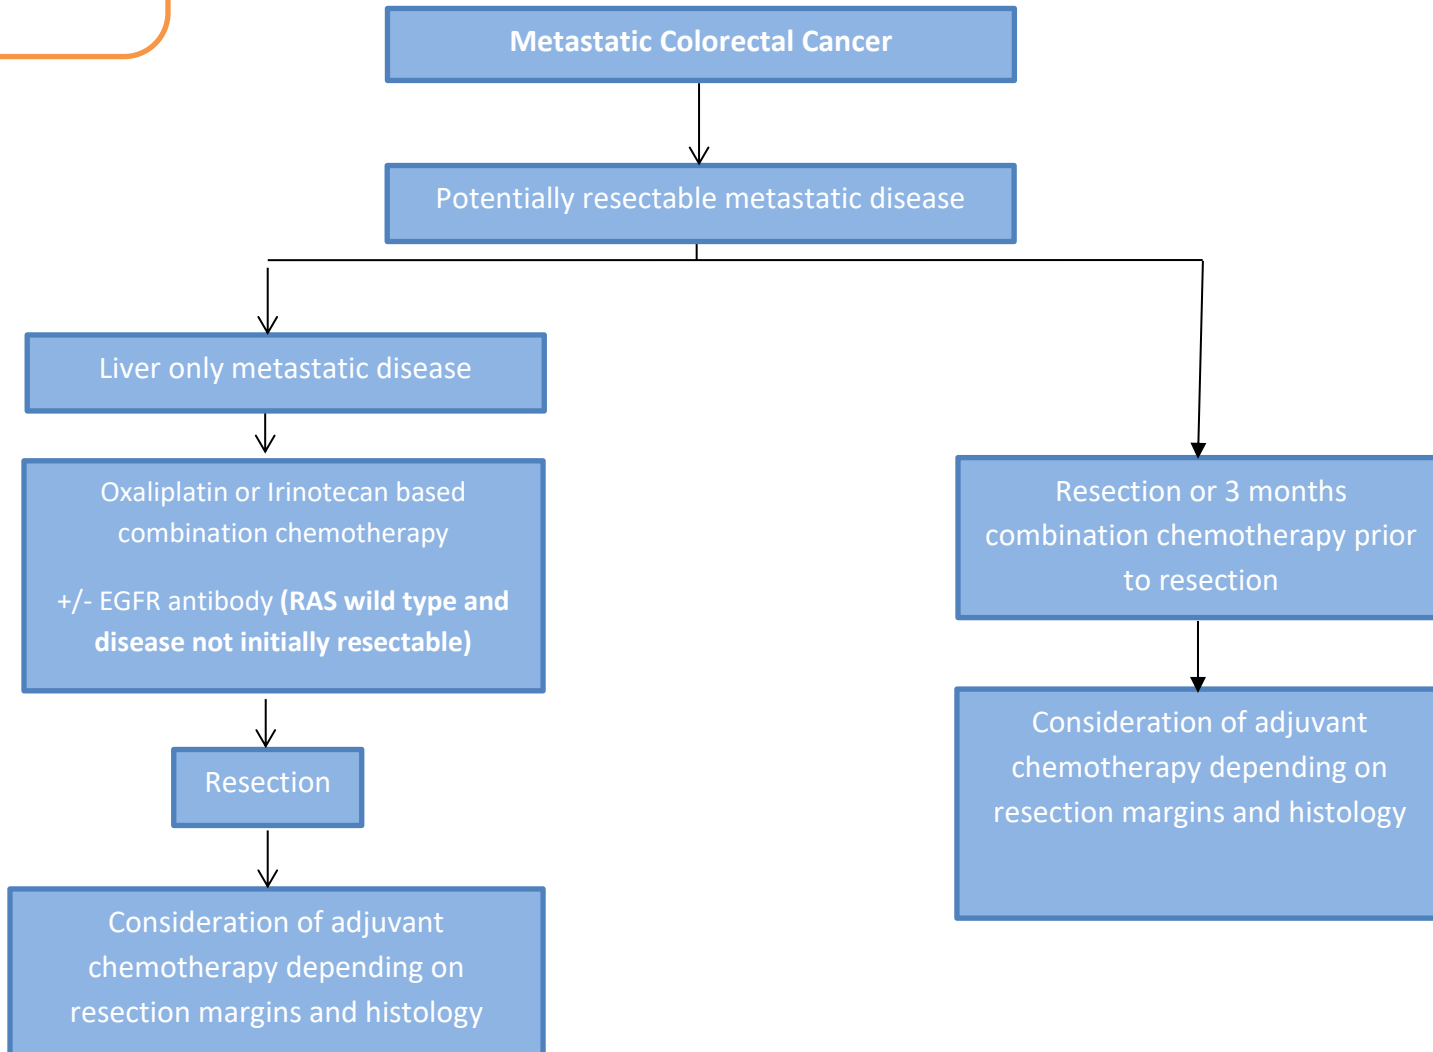 Metastatic Colorectal Cancer
Potentially resectable metastatic disease
Liver only metastatic disease
Oxaliplatin or Irinotecan based
combination chemotherapy
+/- EGFR antibody (RAS wild type and
disease not initially resectable)
Resection
Consideration of adjuvant
chemotherapy depending on
resection margins and histology
Resection or 3 months
combination chemotherapy prior
to resection
Consideration of adjuvant
chemotherapy depending on
resection margins and histology